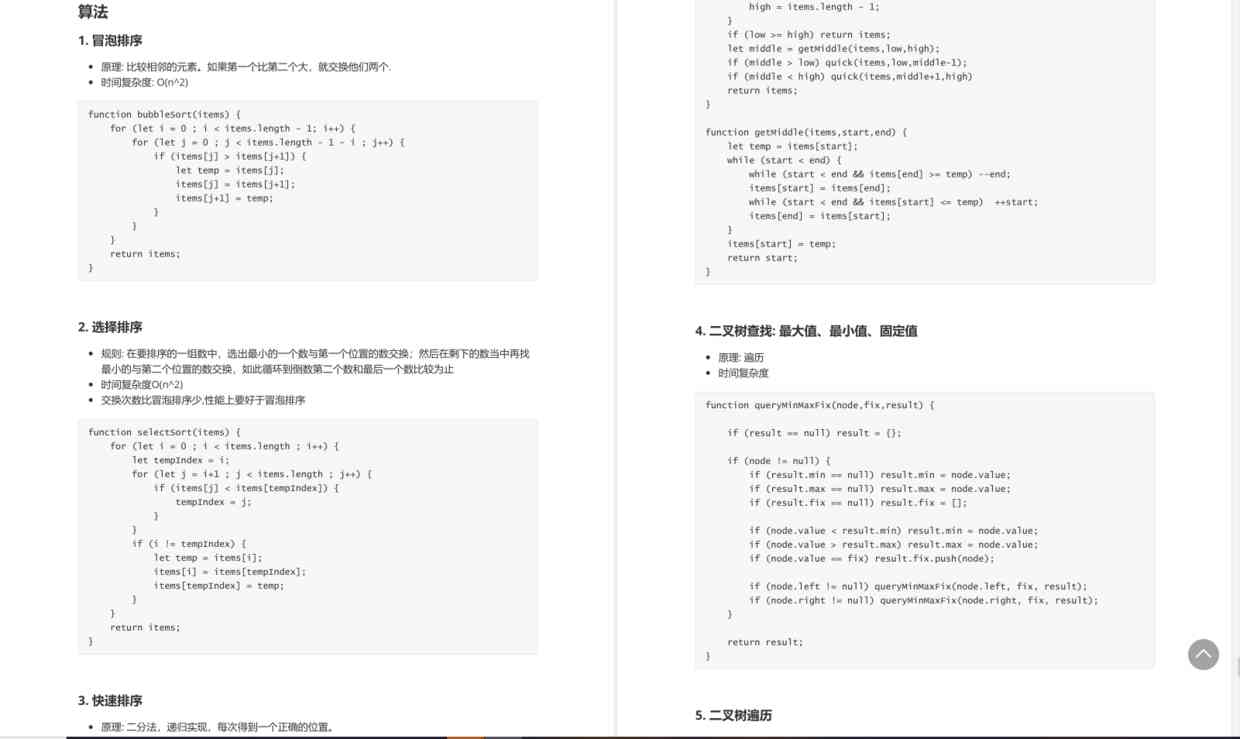 算法
1. 冒泡排序
• 原理: 比较相邻的元素。如果第一个比第二个大，就交换他们两个.
• 时间复杂度: O(n^2)
function bubbleSort(items) {
    for (let i = 0 ; i < items.length - 1; i++) {
        for (let j = 0 ; j < items.length - 1 - i ; j++) {
            if (items[j] > items[j+1]) {
                let temp = items[j];
                items[j] = items[j+1];
                items[j+1] = temp;
            }
        }
    }
    return items;
}
2. 选择排序
• 规则: 在要排序的一组数中，选出最小的一个数与第一个位置的数交换；然后在剩下的数当中再找
最小的与第二个位置的数交换，如此循环到倒数第二个数和最后一个数比较为止
• 时间复杂度O(n^2)
• 交换次数比冒泡排序少,性能上要好于冒泡排序
function selectSort(items) {
    for (let i = 0 ; i < items.length ; i++) {
        let tempIndex = i;
        for (let j = i+1 ; j < items.length ; j++) {
            if (items[j] < items[tempIndex]) {
                tempIndex = j;
            }
        }
        if (i != tempIndex) {
            let temp = items[i];
            items[i] = items[tempIndex];
            items[tempIndex] = temp;
        }
    }
    return items;
}
3. 快速排序
• 原理: 二分法，递归实现，每次得到一个正确的位置。
        high = items.length - 1;
    }
    if (low >= high) return items;
    let middle = getMiddle(items,low,high);
    if (middle > low) quick(items,low,middle-1);
    if (middle < high) quick(items,middle+1,high)
    return items;
}
function getMiddle(items,start,end) {
    let temp = items[start];
    while (start < end) {
        while (start < end && items[end] >= temp) --end;
        items[start] = items[end];
        while (start < end && items[start] <= temp)  ++start;
        items[end] = items[start];
    }
    items[start] = temp;
    return start;
}
4. 二叉树查找: 最大值、最小值、固定值
• 原理: 遍历
• 时间复杂度
function queryMinMaxFix(node,fix,result) {
    if (result == null) result = {};
    if (node != null) {
        if (result.min == null) result.min = node.value;
        if (result.max == null) result.max = node.value;
        if (result.fix == null) result.fix = [];
        if (node.value < result.min) result.min = node.value;
        if (node.value > result.max) result.max = node.value;
        if (node.value == fix) result.fix.push(node);
        if (node.left != null) queryMinMaxFix(node.left, fix, result);
        if (node.right != null) queryMinMaxFix(node.right, fix, result);
    }
    return result;
}
5. 二叉树遍历